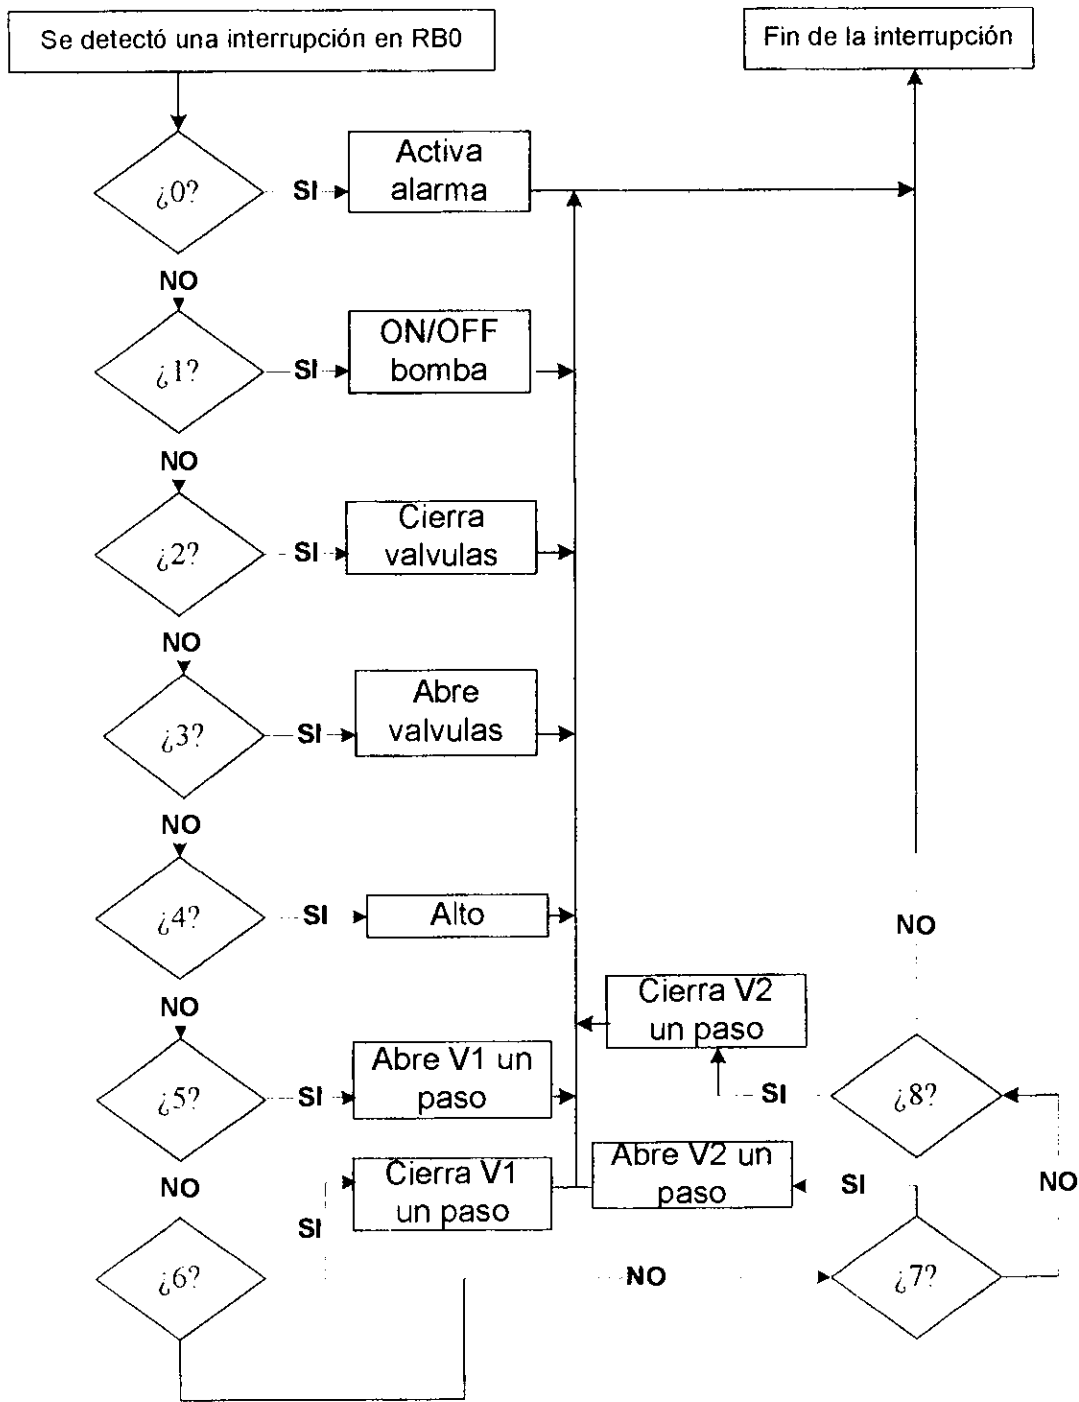 Se detectó una interrupción en RB0
Fin de la interrupción
¿0?
SI
Activa
alarma
NO
¿1?
SI
ON/OFF
bomba
NO
¿2?
SI
Cierra
valvulas
NO
¿3?
SI
Abre
valvulas
NO
¿4?
SI
Alto
NO
NO
Cierra V2
un paso
¿5?
SI
Abre V1 un
paso
SI
¿8?
NO
SI
Cierra V1
un paso
Abre V2 un
paso
SI
NO
¿6?
NO
¿7?